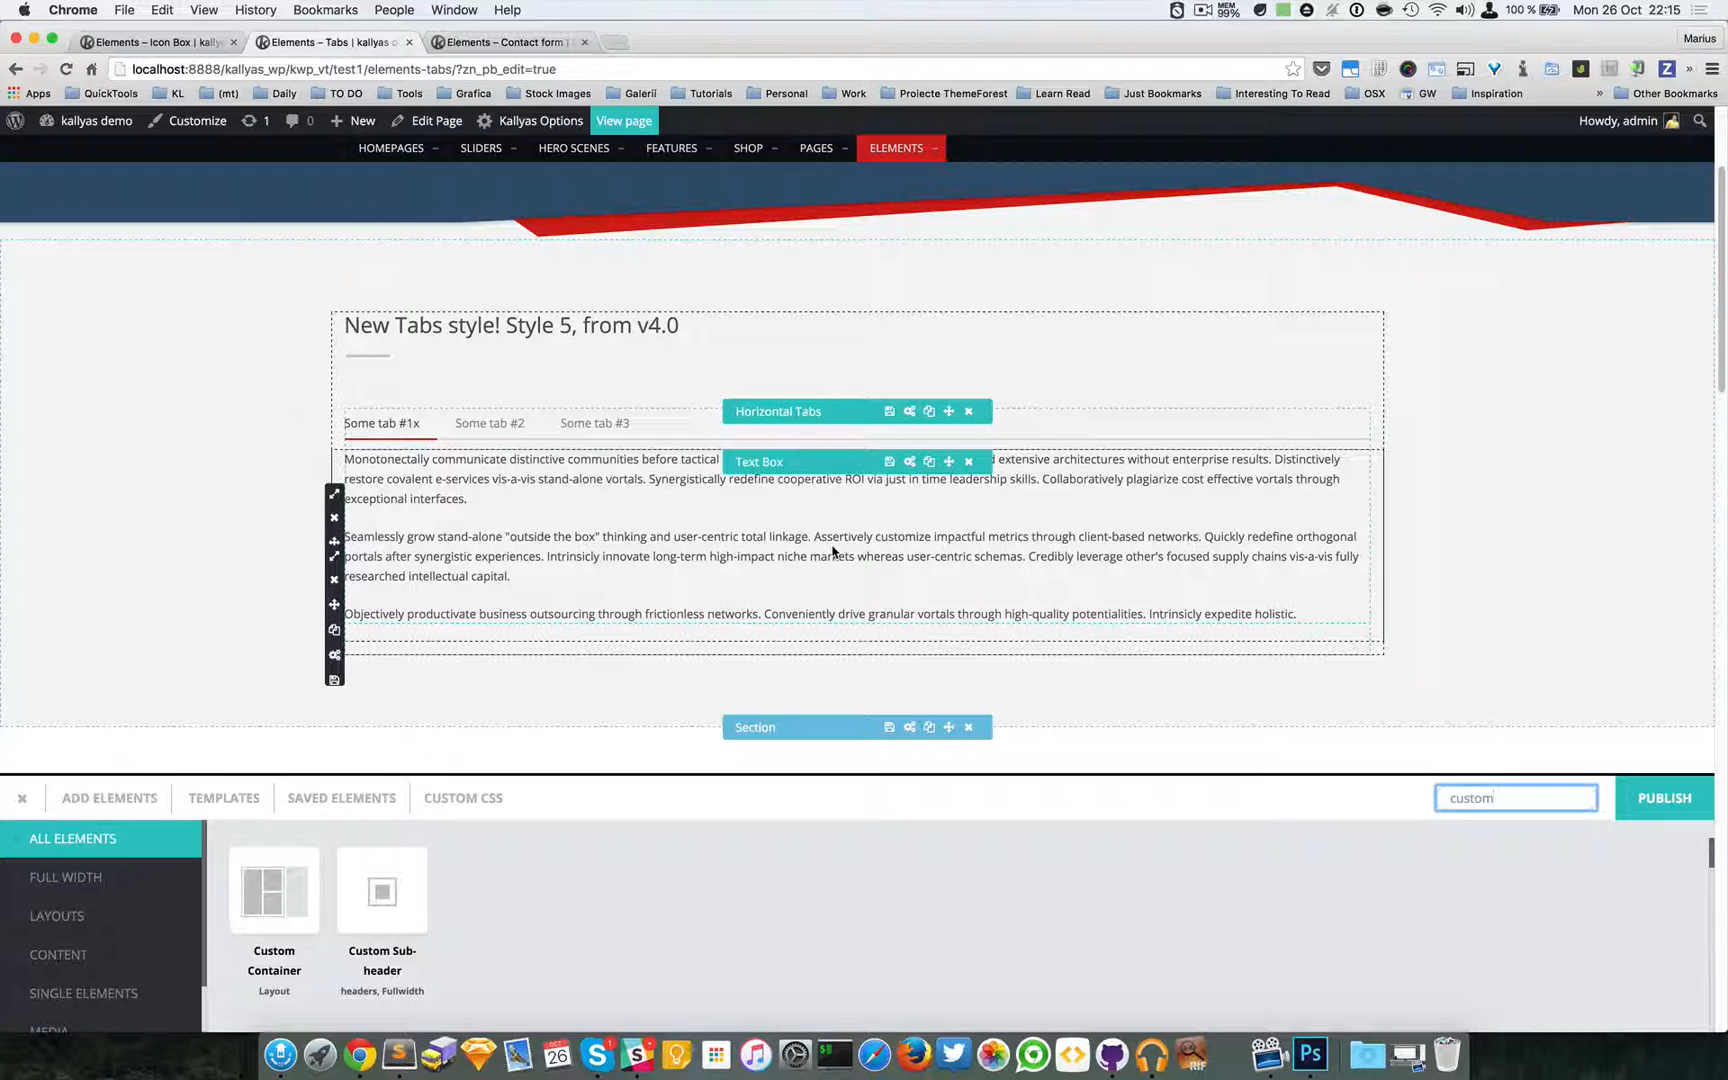 Chrome File Edit View History Bookmarks People Window Help
MEM 99% 100 % Mon 26 Oct 22:15
Elements – Icon Box | kally
Elements – Tabs | kallyas
Elements – Contact form |
Marius
localhost:8888/kallyas_wp/kwp_vt/test1/elements-tabs/?zn_pb_edit=true
Apps QuickTools KL (mt) Daily TO DO Tools Grafica Stock Images Galerii Tutorials Personal Work Proiecte ThemeForest Learn Read Just Bookmarks Interesting To Read OSX GW Inspiration » Other Bookmarks
kallyas demo Customize 1 0 New Edit Page Kallyas Options View page Howdy, admin
HOMEPAGES SLIDERS HERO SCENES FEATURES SHOP PAGES ELEMENTS
New Tabs style! Style 5, from v4.0
Horizontal Tabs
Some tab #1x Some tab #2 Some tab #3
Monotonectally communicate distinctive communities before tactical Text Box extensive architectures without enterprise results. Distinctively
restore covalent e-services vis-a-vis stand-alone vortals. Synergistically redefine cooperative ROI via just in time leadership skills. Collaboratively plagiarize cost effective vortals through
exceptional interfaces.
Seamlessly grow stand-alone "outside the box" thinking and user-centric total linkage. Assertively customize impactful metrics through client-based networks. Quickly redefine orthogonal
portals after synergistic experiences. Intrinsicly innovate long-term high-impact niche markets whereas user-centric schemas. Credibly leverage other's focused supply chains vis-a-vis fully
researched intellectual capital.
Objectively productivate business outsourcing through frictionless networks. Conveniently drive granular vortals through high-quality potentialities. Intrinsicly expedite holistic.
Section
ADD ELEMENTS TEMPLATES SAVED ELEMENTS CUSTOM CSS custom PUBLISH
ALL ELEMENTS
FULL WIDTH
LAYOUTS
CONTENT
SINGLE ELEMENTS
MEDIA
Custom
Container
Layout
Custom Sub-
header
headers, Fullwidth
OCT
26
1
Ps
RIF